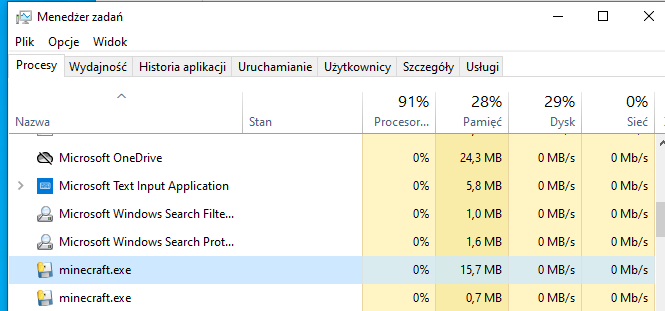 Menedżer zadań
Plik Opcje Widok
Procesy Wydajność Historia aplikacji Uruchamianie Użytkownicy Szczegóły Usługi
91% 28% 29% 0%
Nazwa Stan Procesor... Pamięć Dysk Sieć
Microsoft OneDrive 0% 24,3 MB 0 MB/s 0 Mb/s
Microsoft Text Input Application 0% 5,8 MB 0 MB/s 0 Mb/s
Microsoft Windows Search Filte... 0% 1,0 MB 0 MB/s 0 Mb/s
Microsoft Windows Search Prot... 0% 1,6 MB 0 MB/s 0 Mb/s
minecraft.exe 0% 15,7 MB 0 MB/s 0 Mb/s
minecraft.exe 0% 0,7 MB 0 MB/s 0 Mb/s